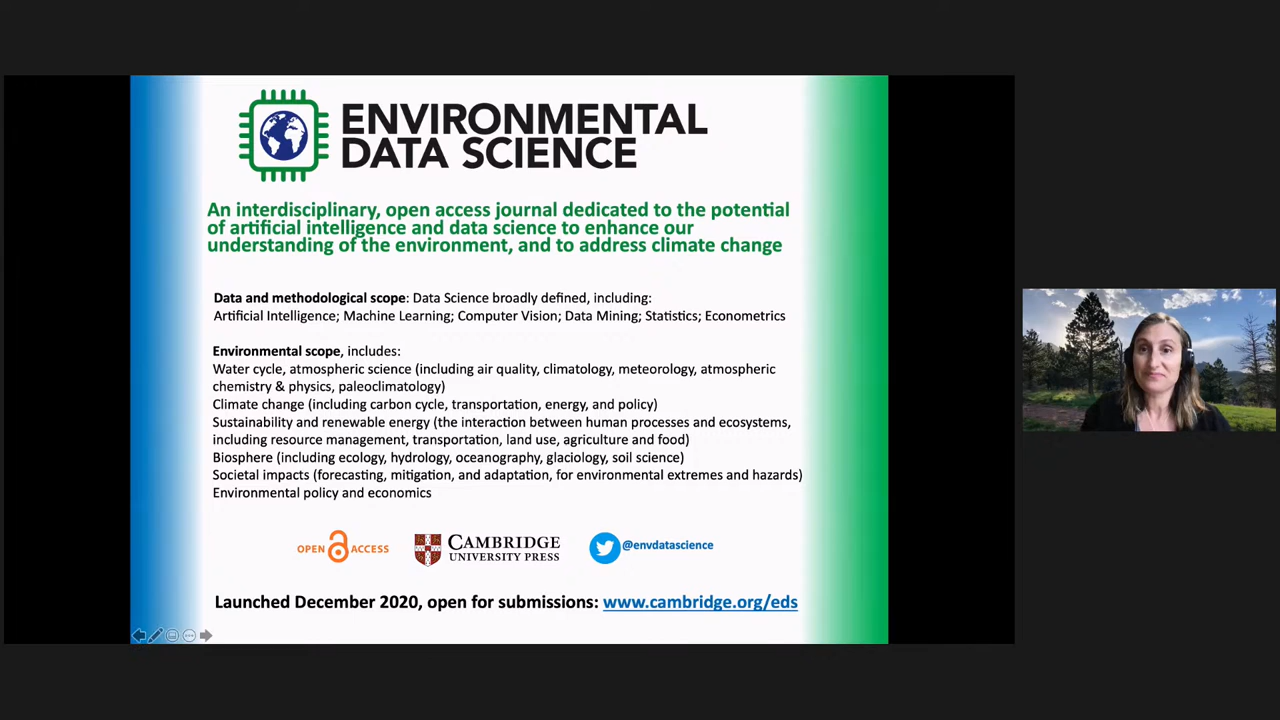 ENVIRONMENTAL
DATA SCIENCE
An interdisciplinary, open access journal dedicated to the potential
of artificial intelligence and data science to enhance our
understanding of the environment, and to address climate change
Data and methodological scope: Data Science broadly defined, including:
Artificial Intelligence; Machine Learning; Computer Vision; Data Mining; Statistics; Econometrics
Environmental scope, includes:
Water cycle, atmospheric science (including air quality, climatology, meteorology, atmospheric
chemistry & physics, paleoclimatology)
Climate change (including carbon cycle, transportation, energy, and policy)
Sustainability and renewable energy (the interaction between human processes and ecosystems,
including resource management, transportation, land use, agriculture and food)
Biosphere (including ecology, hydrology, oceanography, glaciology, soil science)
Societal impacts (forecasting, mitigation, and adaptation, for environmental extremes and hazards)
Environmental policy and economics
OPEN ACCESS
CAMBRIDGE
UNIVERSITY PRESS
@envdatascience
Launched December 2020, open for submissions: www.cambridge.org/eds